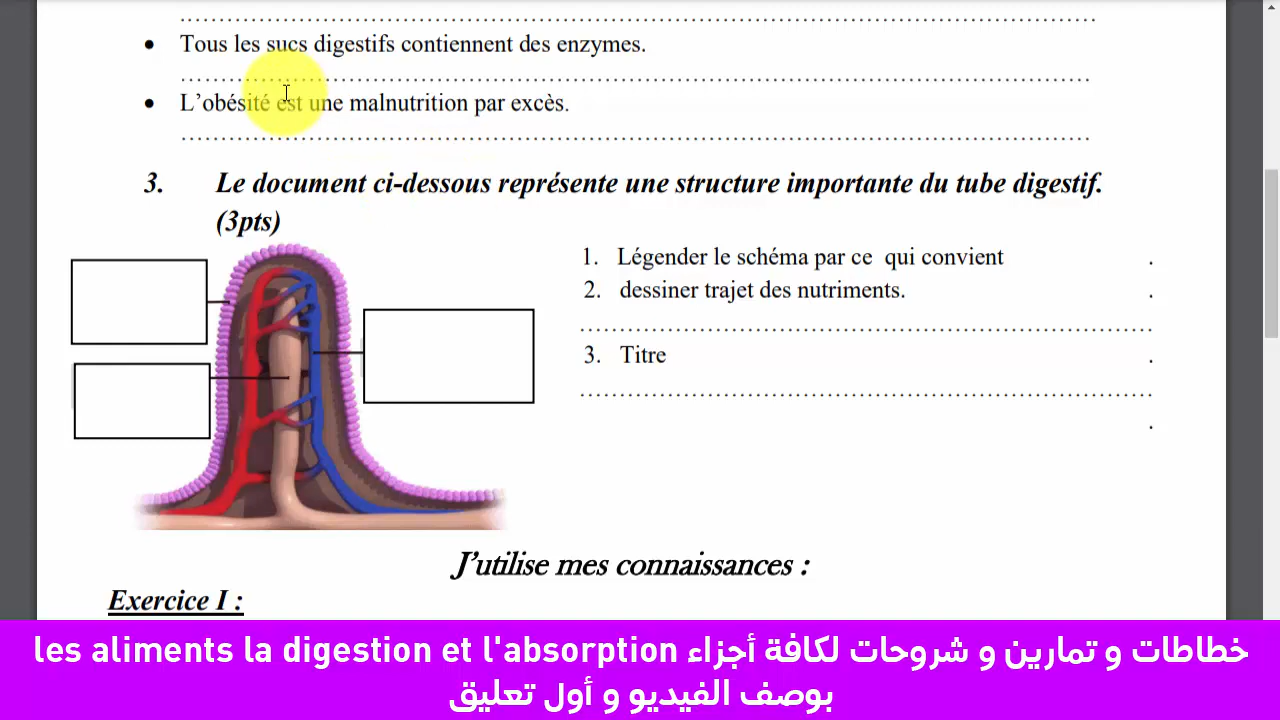 • Tous les sucs digestifs contiennent des enzymes.
• L’obésité est une malnutrition par excès.
3. Le document ci-dessous représente une structure importante du tube digestif.
(3pts)
1. Légender le schéma par ce qui convient .
2. dessiner trajet des nutriments. .
3. Titre .
.
J’utilise mes connaissances :
Exercice I :
les aliments la digestion et l'absorption خطاطات و تمارين و شروحات لكافة أجزاء
بوصف الفيديو و أول تعليق